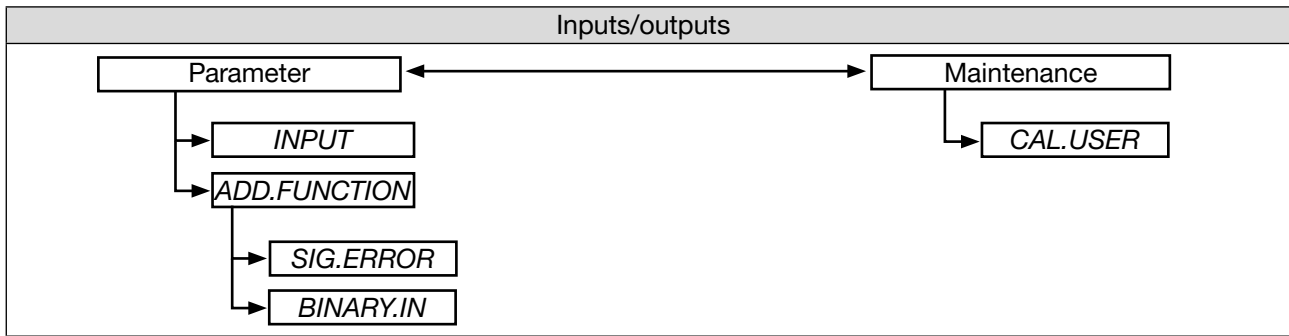 Inputs/outputs
Parameter
Maintenance
INPUT
CAL.USER
ADD.FUNCTION
SIG.ERROR
BINARY.IN